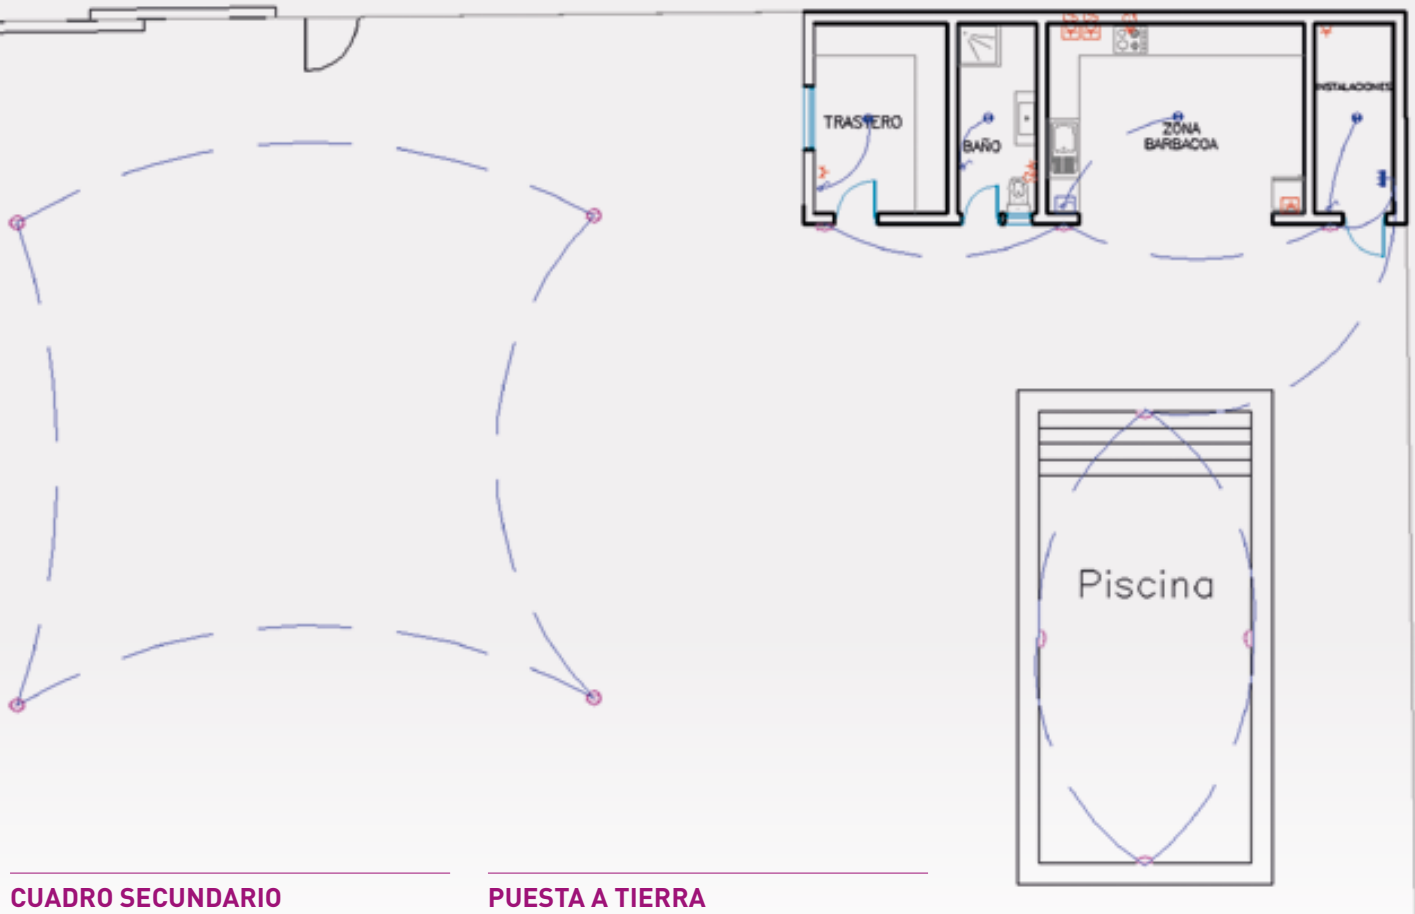 TRASTERO
BAÑO
ZONA
BARBACOA
INSTALACIONES
Piscina
CUADRO SECUNDARIO
PUESTA A TIERRA